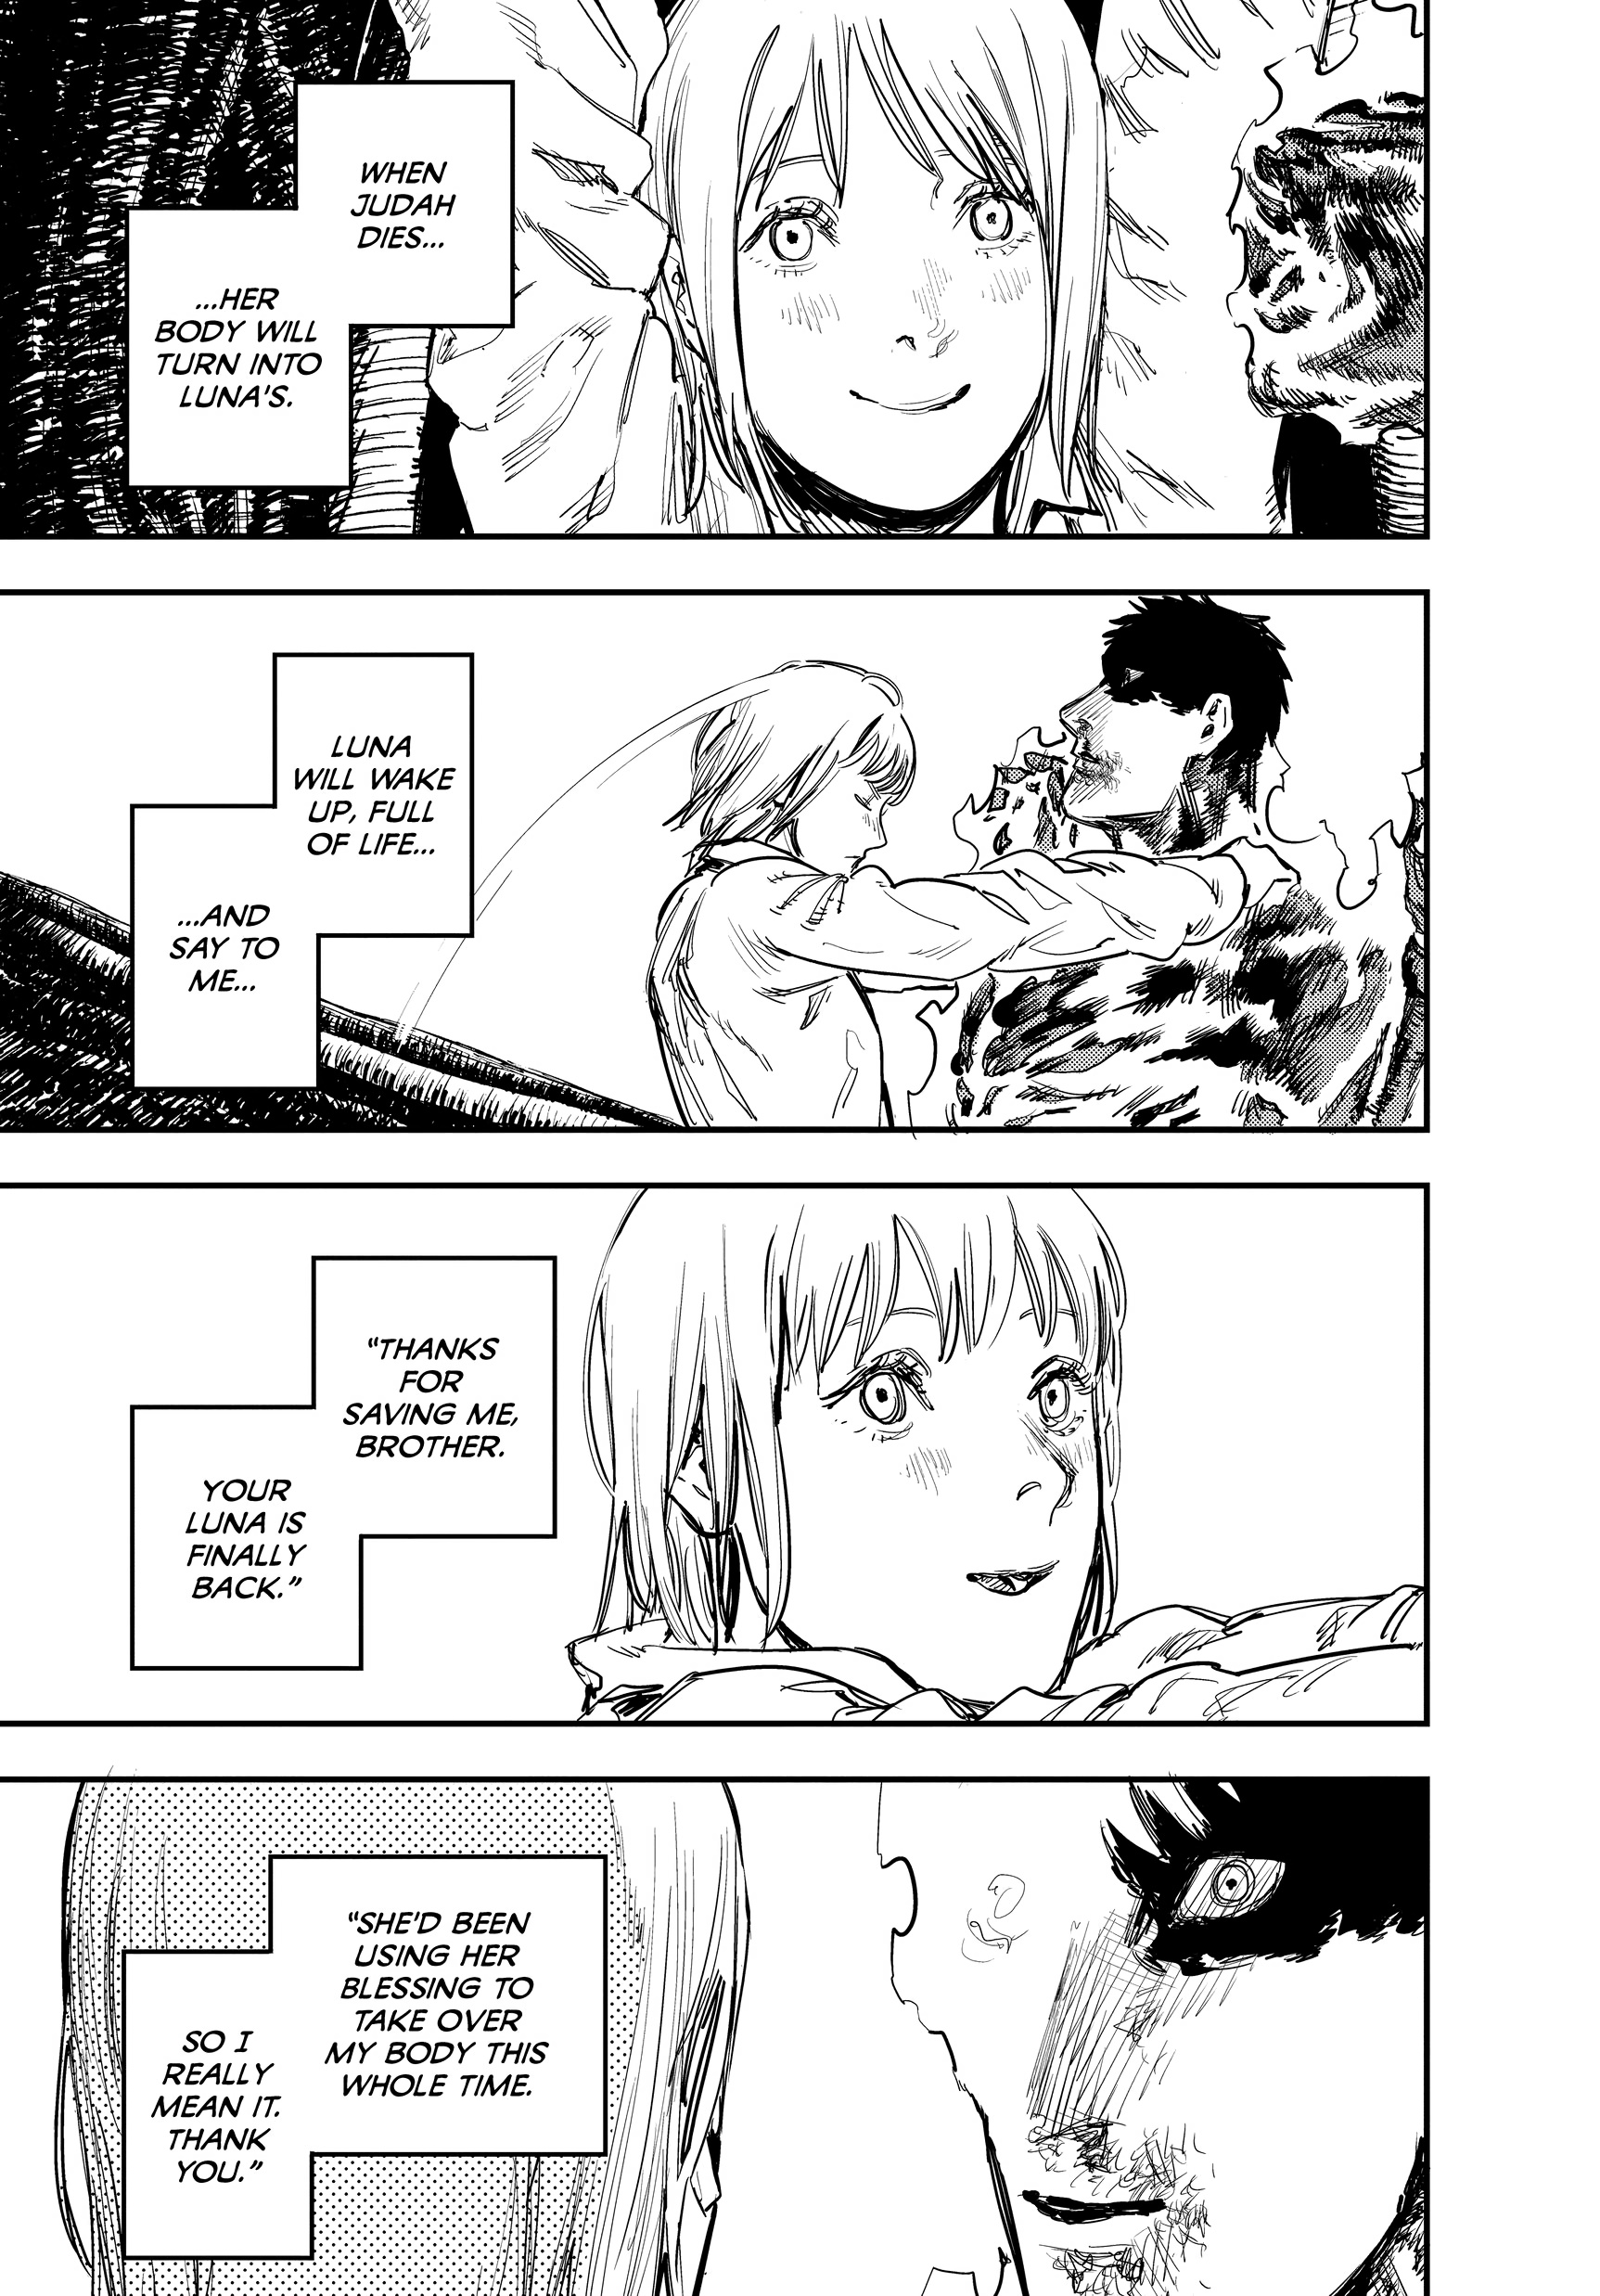 WHEN
JUDAH
DIES...
...HER
BODY WILL
TURN INTO
LUNA'S.
LUNA
WILL WAKE
UP, FULL
OF LIFE...
...AND
SAY TO
ME...
“THANKS
FOR
SAVING ME,
BROTHER.
YOUR
LUNA IS
FINALLY
BACK.”
“SHE'D BEEN
USING HER
BLESSING TO
TAKE OVER
MY BODY THIS
WHOLE TIME.
SO I
REALLY
MEAN IT.
THANK
YOU.”